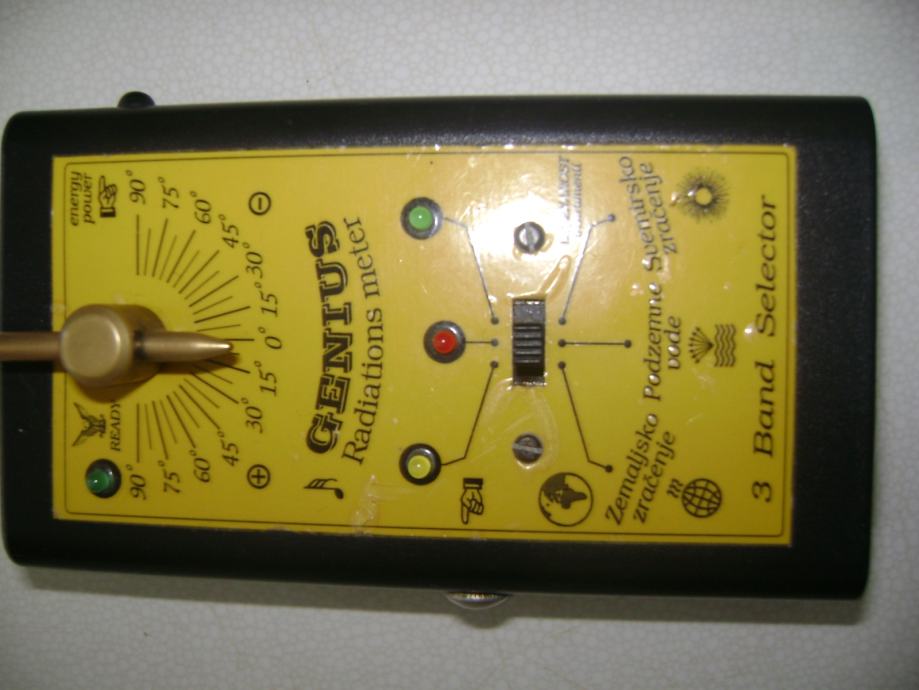 energy
power
90° 75° 60° 45° 30° 15° 0° 15° 30° 45° 60° 75° 90°
READY
GENIUS
Radiations meter
Zemaljsko
zračenje
Podzemne
vode
Svemirsko
zračenje
3 Band Selector